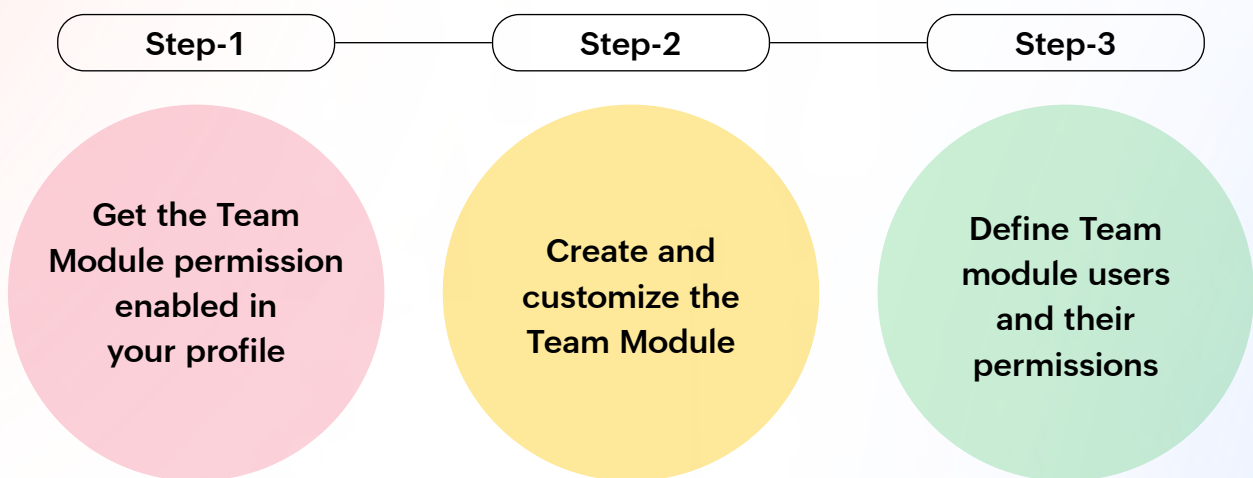 Step-1
Step-2
Step-3
Get the Team
Module permission
enabled in
your profile
Create and
customize the
Team Module
Define Team
module users
and their
permissions